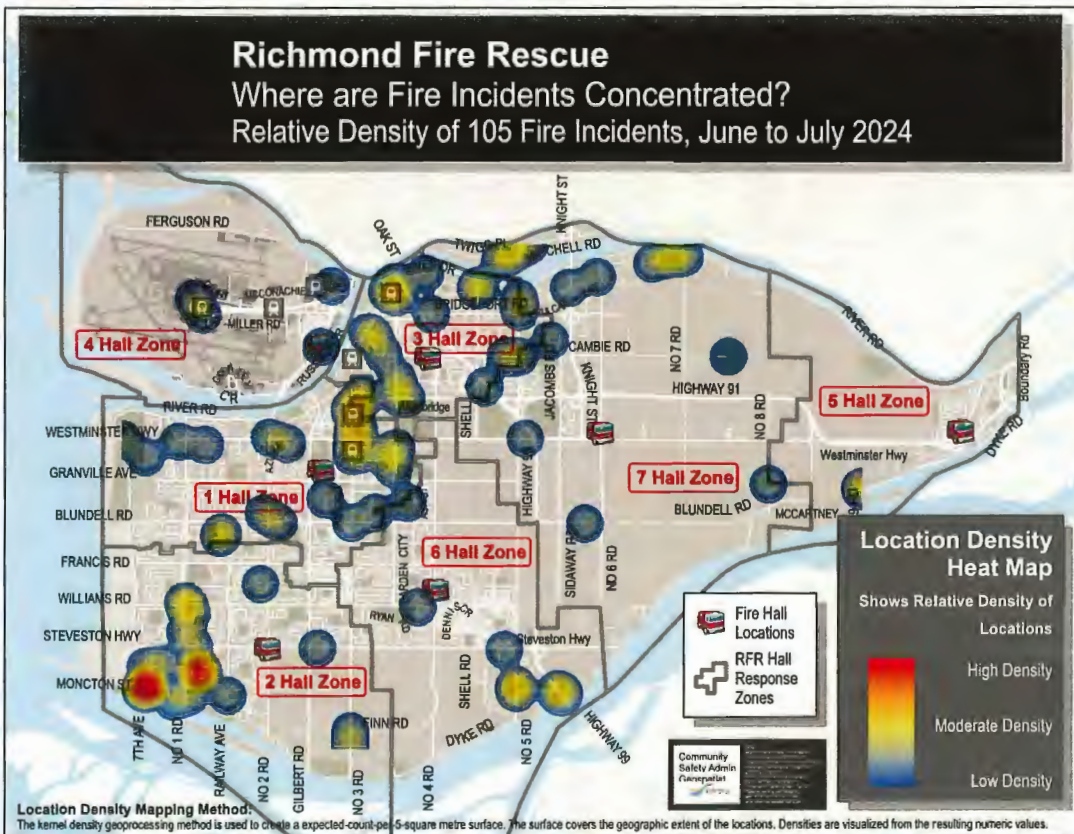 Richmond Fire Rescue
Where are Fire Incidents Concentrated?
Relative Density of 105 Fire Incidents, June to July 2024
KNIGHT ST
OAK ST
FERGUSON RD
MILLER RD
4 Hall Zone
3 Hall Zone
CAMBIE RD
NO 7 RD
RIVER RD
Boundary Rd
HIGHWAY 91
5 Hall Zone
RIVER RD
SHELL
JACOMBS
KNIGHT ST
NO 8 RD
DYKE RD
WESTMINSTER HWY
Westminster Hwy
GRANVILLE AVE
7 Hall Zone
1 Hall Zone
BLUNDELL RD
BLUNDELL RD
MCCARTNEY
6 Hall Zone
FRANCIS RD
SIDAWAY
NO 6 RD
WILLIAMS RD
RYAN
STEVESTON HWY
Steveston Hwy
MONCTON ST
2 Hall Zone
SHELL RD
FINN RD
DYKE RD
NO 5 RD
HIGHWAY 99
7TH AVE
NO 1 RD
RAILWAY AVE
NO 2 RD
GILBERT RD
NO 3 RD
NO 4 RD
Fire Hall
Locations
RFR Hall
Response
Zones
Community
Safety Admin
Geospatial
Location Density
Heat Map
Shows Relative Density of
Locations
High Density
Moderate Density
Low Density
Location Density Mapping Method:
The kernel density geoprocessing method is used to create a expected-count-per-5-square metre surface. The surface covers the geographic extent of the locations. Densities are visualized from the resulting numeric values.